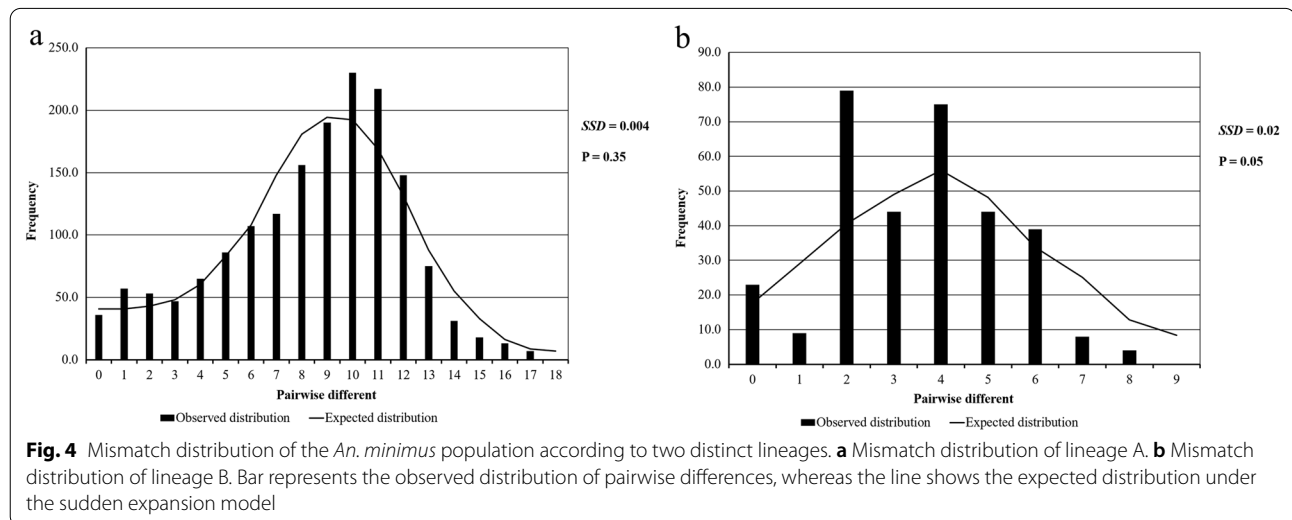 a
250.0
200.0
150.0
100.0
50.0
0.0
Frequency
0 1 2 3 4 5 6 7 8 9 10 11 12 13 14 15 16 17 18
Pairwise different
Observed distribution Expected distribution
SSD = 0.004
P = 0.35
b
90.0
80.0
70.0
60.0
50.0
40.0
30.0
20.0
10.0
0.0
Frequency
0 1 2 3 4 5 6 7 8 9
Pairwise different
Observed distribution Expected distribution
SSD = 0.02
P = 0.05
Fig. 4 Mismatch distribution of the An. minimus population according to two distinct lineages. a Mismatch distribution of lineage A. b Mismatch
distribution of lineage B. Bar represents the observed distribution of pairwise differences, whereas the line shows the expected distribution under
the sudden expansion model